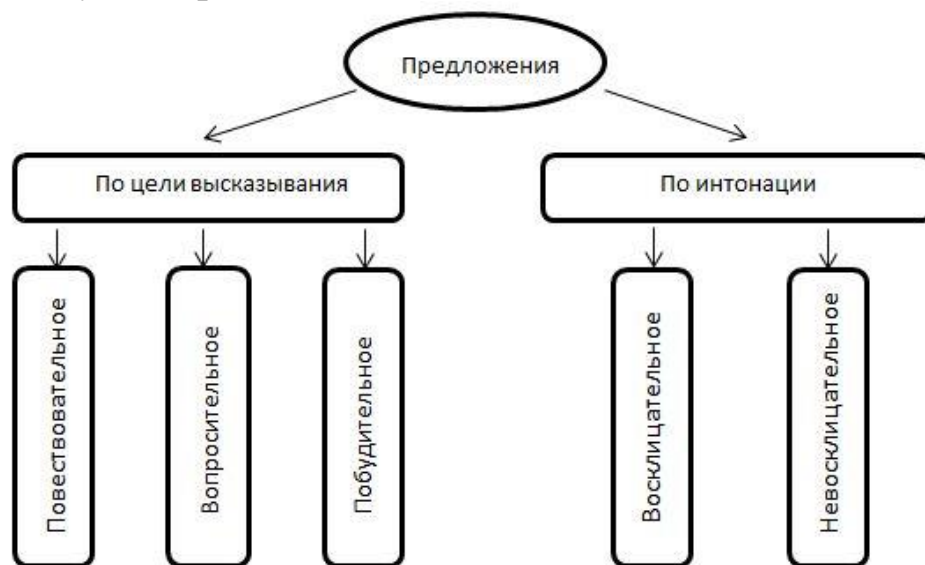 Предложения
По цели высказывания
По интонации
Повествовательное
Вопросительное
Побудительное
Восклицательное
Невосклицательное